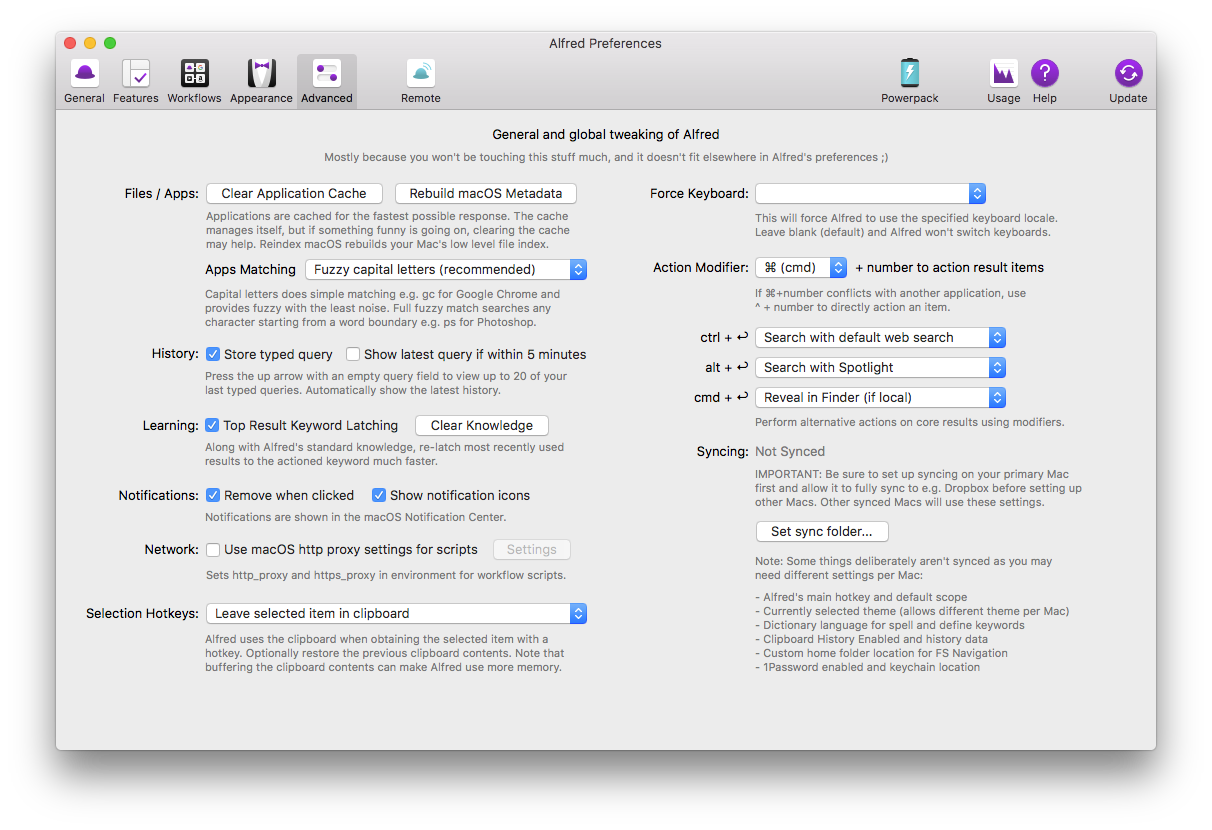 Alfred Preferences
General
Features
Workflows
Appearance
Advanced
Remote
Powerpack
Usage
Help
Update
General and global tweaking of Alfred
Mostly because you won't be touching this stuff much, and it doesn't fit elsewhere in Alfred's preferences ;)
Files / Apps: Clear Application Cache Rebuild macOS Metadata
Applications are cached for the fastest possible response. The cache
manages itself, but if something funny is going on, clearing the cache
may help. Reindex macOS rebuilds your Mac's low level file index.
Apps Matching Fuzzy capital letters (recommended)
Capital letters does simple matching e.g. gc for Google Chrome and
provides fuzzy with the least noise. Full fuzzy match searches any
character starting from a word boundary e.g. ps for Photoshop.
History: Store typed query Show latest query if within 5 minutes
Press the up arrow with an empty query field to view up to 20 of your
last typed queries. Automatically show the latest history.
Learning: Top Result Keyword Latching Clear Knowledge
Along with Alfred's standard knowledge, re-latch most recently used
results to the actioned keyword much faster.
Notifications: Remove when clicked Show notification icons
Notifications are shown in the macOS Notification Center.
Network: Use macOS http proxy settings for scripts Settings
Sets http_proxy and https_proxy in environment for workflow scripts.
Selection Hotkeys: Leave selected item in clipboard
Alfred uses the clipboard when obtaining the selected item with a
hotkey. Optionally restore the previous clipboard contents. Note that
buffering the clipboard contents can make Alfred use more memory.
Force Keyboard:
This will force Alfred to use the specified keyboard locale.
Leave blank (default) and Alfred won't switch keyboards.
Action Modifier: ⌘ (cmd) + number to action result items
If ⌘+number conflicts with another application, use
^ + number to directly action an item.
ctrl + ↩ Search with default web search
alt + ↩ Search with Spotlight
cmd + ↩ Reveal in Finder (if local)
Perform alternative actions on core results using modifiers.
Syncing: Not Synced
IMPORTANT: Be sure to set up syncing on your primary Mac
first and allow it to fully sync to e.g. Dropbox before setting up
other Macs. Other synced Macs will use these settings.
Set sync folder...
Note: Some things deliberately aren't synced as you may
need different settings per Mac:
- Alfred's main hotkey and default scope
- Currently selected theme (allows different theme per Mac)
- Dictionary language for spell and define keywords
- Clipboard History Enabled and history data
- Custom home folder location for FS Navigation
- 1Password enabled and keychain location